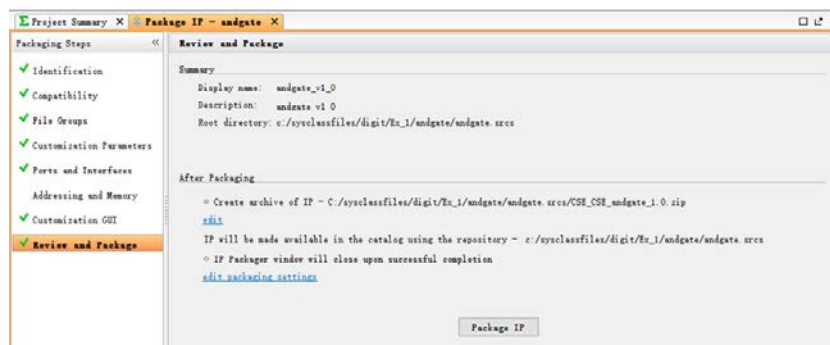 Σ Project Summary X Package IP - andgate X
Packaging Steps «
Identification
Compatibility
File Groups
Customization Parameters
Ports and Interfaces
Addressing and Memory
Customization GUI
Review and Package
Review and Package
Summary
Display name: andgate_v1_0
Description: andgate v1 0
Root directory: c:/sysclassfiles/digit/Ex_1/andgate/andgate.srcs
After Packaging
Create archive of IP - C:/sysclassfiles/digit/Ex_1/andgate/andgate.srcs/CSE_CSE_andgate_1.0.zip
edit
IP will be made available in the catalog using the repository - c:/sysclassfiles/digit/Ex_1/andgate/andgate.srcs
IP Packager window will close upon successful completion
edit packaging settings
Package IP